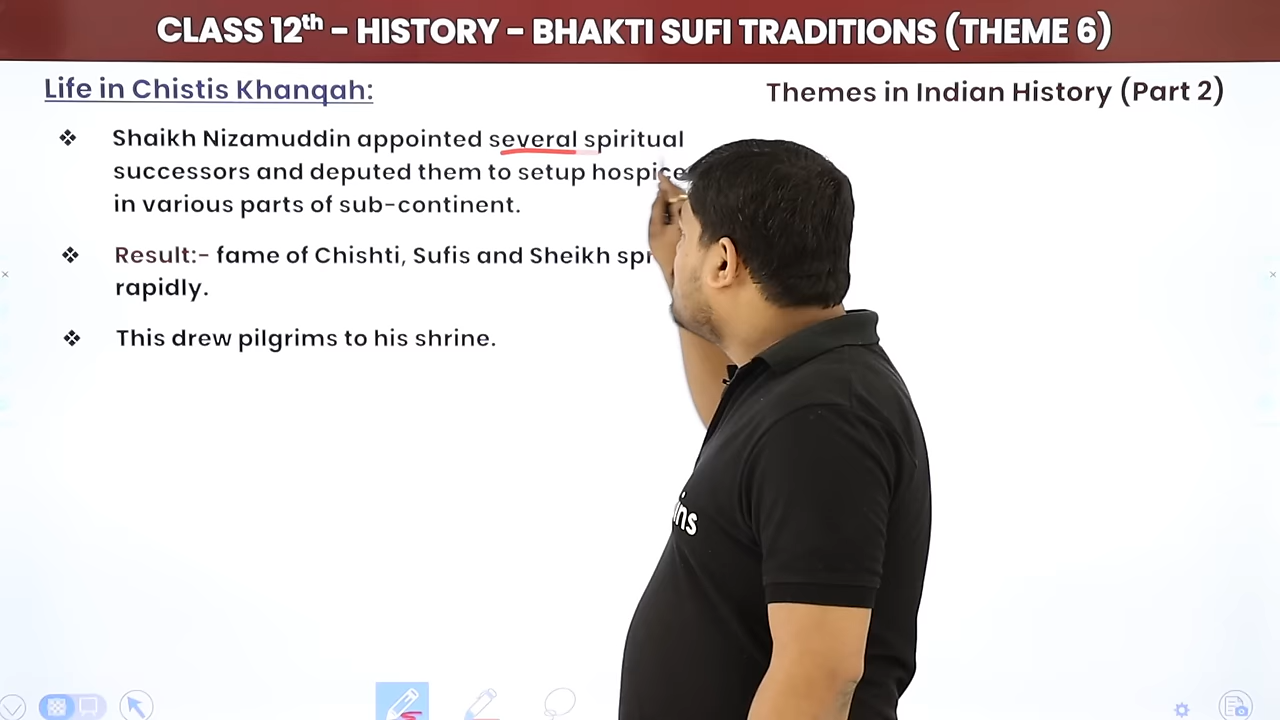 CLASS 12th - HISTORY - BHAKTI SUFI TRADITIONS (THEME 6)
Life in Chistis Khanqah:
Themes in Indian History (Part 2)
❖ Shaikh Nizamuddin appointed several spiritual
successors and deputed them to setup hospice
in various parts of sub-continent.
❖ Result:- fame of Chishti, Sufis and Sheikh
rapidly.
❖ This drew pilgrims to his shrine.